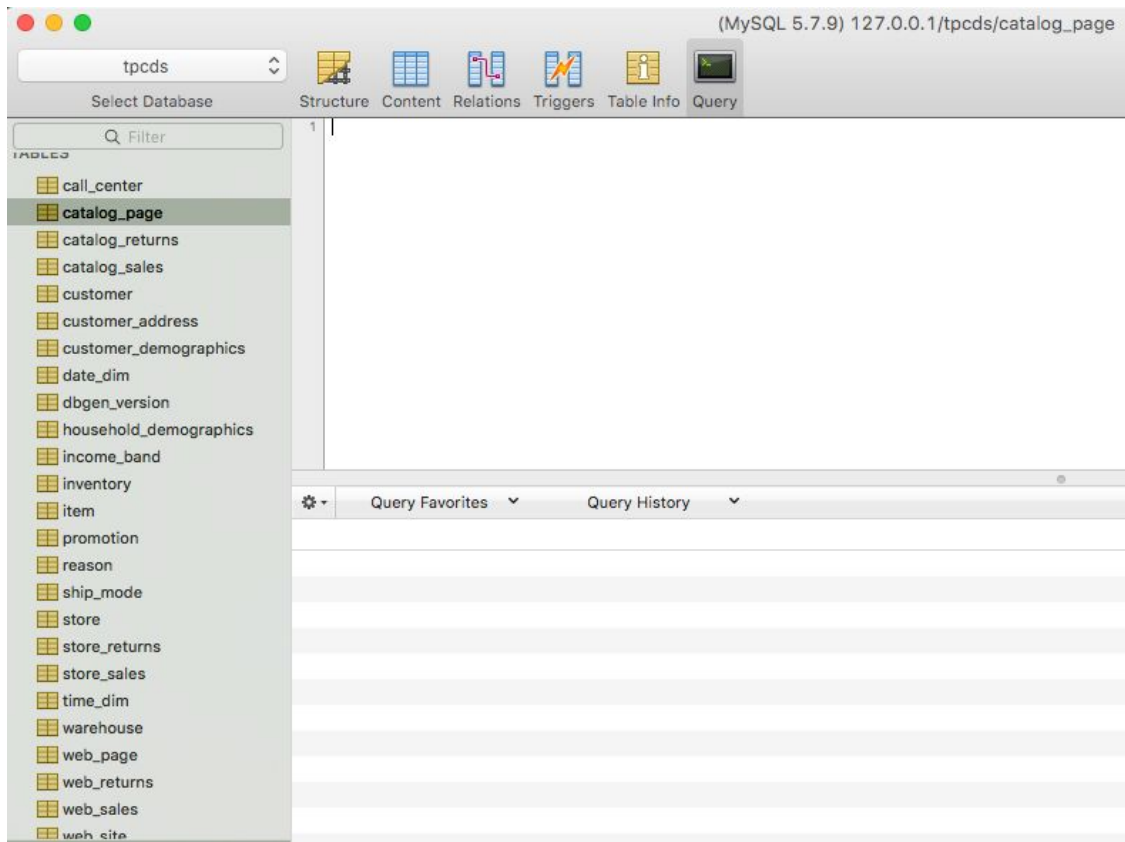 (MySQL 5.7.9) 127.0.0.1/tpcds/catalog_page
tpcds
Select Database
Structure Content Relations Triggers Table Info Query
Filter
TABLES
call_center
catalog_page
catalog_returns
catalog_sales
customer
customer_address
customer_demographics
date_dim
dbgen_version
household_demographics
income_band
inventory
item
promotion
reason
ship_mode
store
store_returns
store_sales
time_dim
warehouse
web_page
web_returns
web_sales
web_site
1
Query Favorites Query History